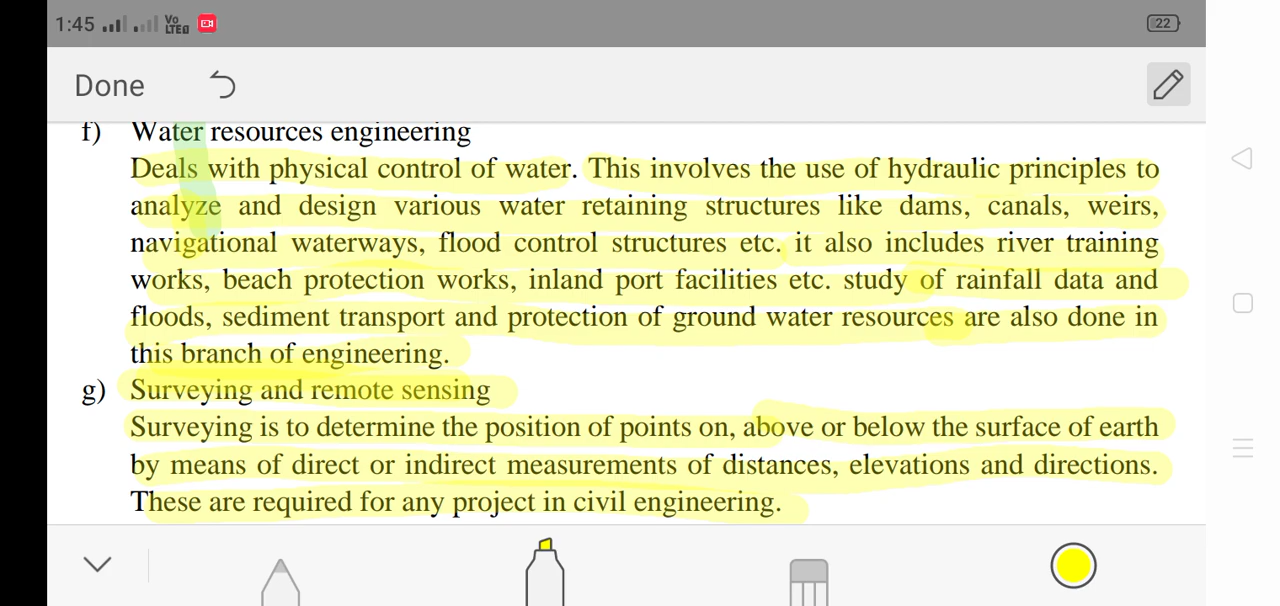 1:45 Vo LTE 22
Done
f) Water resources engineering
Deals with physical control of water. This involves the use of hydraulic principles to
analyze and design various water retaining structures like dams, canals, weirs,
navigational waterways, flood control structures etc. it also includes river training
works, beach protection works, inland port facilities etc. study of rainfall data and
floods, sediment transport and protection of ground water resources are also done in
this branch of engineering.
g) Surveying and remote sensing
Surveying is to determine the position of points on, above or below the surface of earth
by means of direct or indirect measurements of distances, elevations and directions.
These are required for any project in civil engineering.